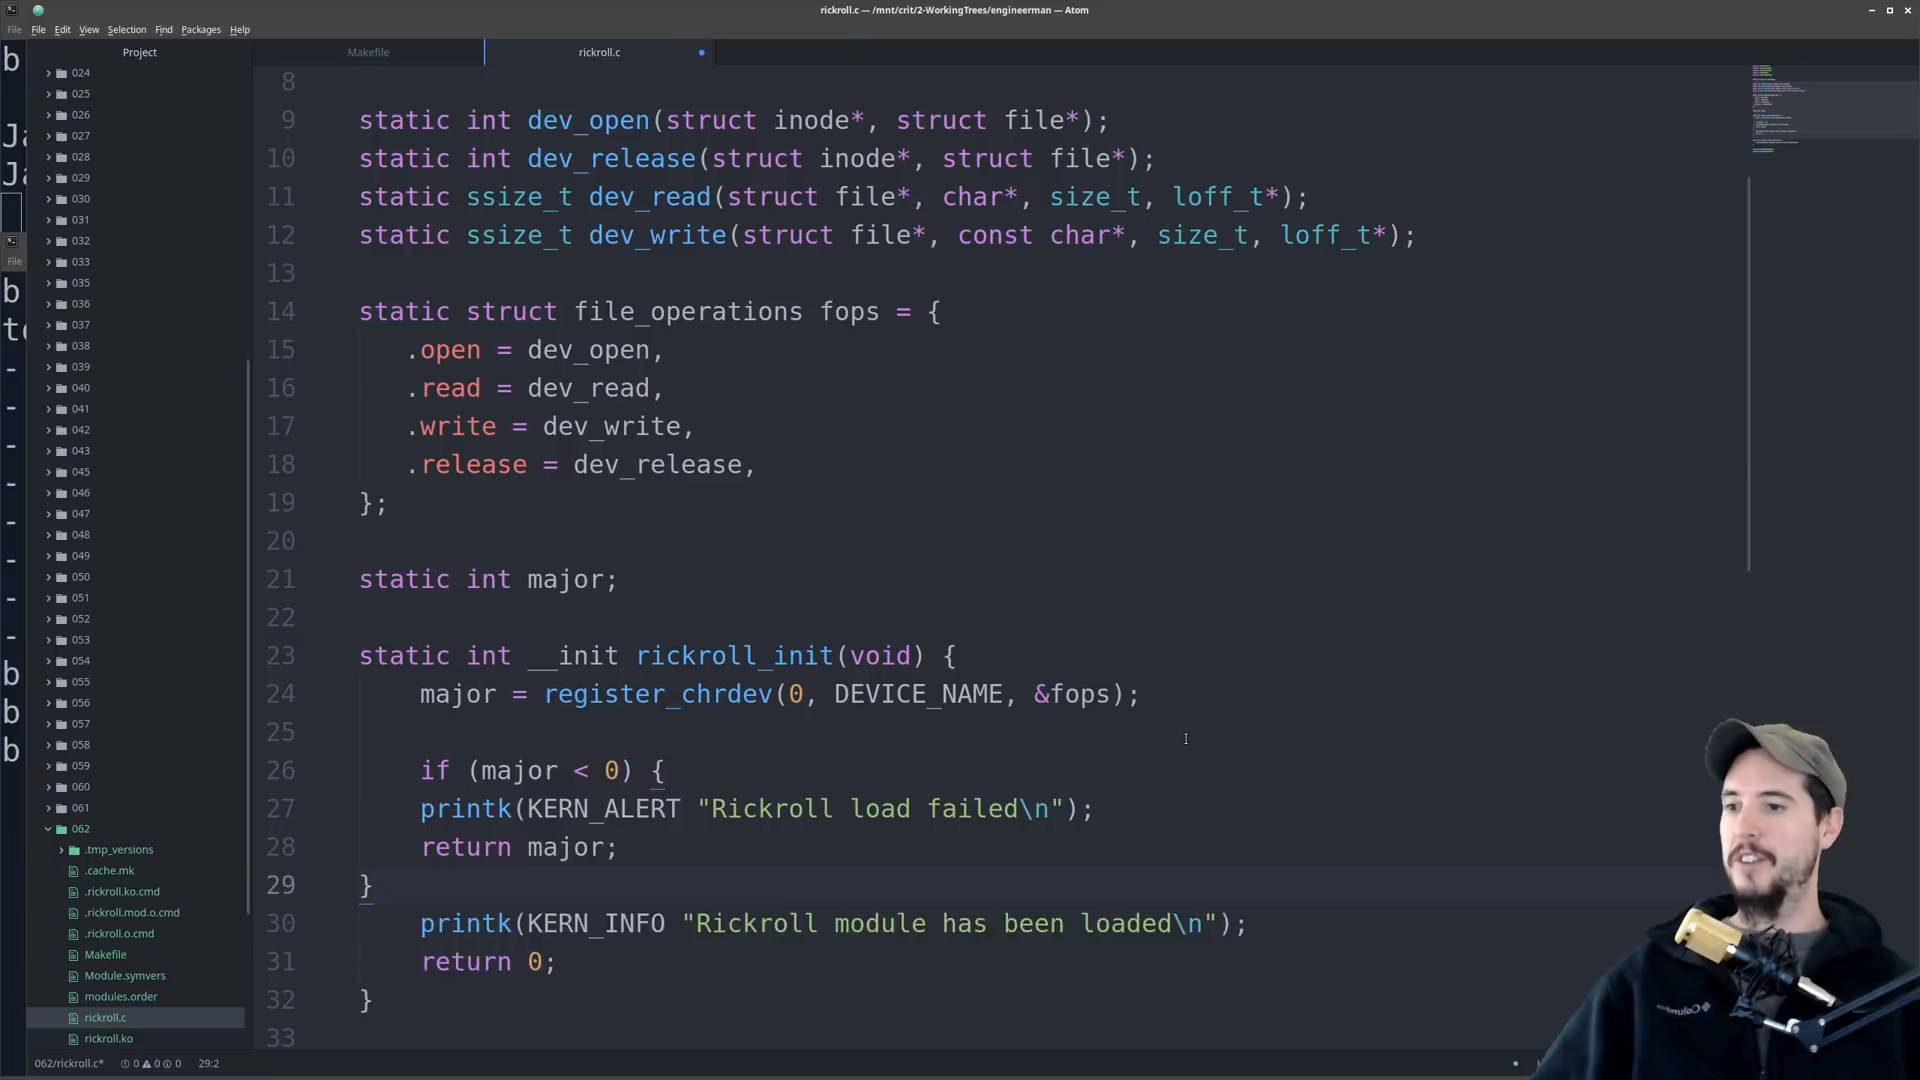 rickroll.c — /mnt/crit/2-WorkingTrees/engineerman — Atom
File
File Edit View Selection Find Packages Help
Project
Makefile
rickroll.c
b
Ja
Ja
File
b
-
-
-
-
-
-
-
-
b
b
b
024
025
026
027
028
029
030
031
032
033
035
036
037
038
039
040
041
042
043
045
046
047
048
049
050
051
052
053
054
055
056
057
058
059
060
061
062
.tmp_versions
.cache.mk
.rickroll.ko.cmd
.rickroll.mod.o.cmd
.rickroll.o.cmd
Makefile
Module.symvers
modules.order
rickroll.c
rickroll.ko
8
9 static int dev_open(struct inode*, struct file*);
10 static int dev_release(struct inode*, struct file*);
11 static ssize_t dev_read(struct file*, char*, size_t, loff_t*);
12 static ssize_t dev_write(struct file*, const char*, size_t, loff_t*);
13
14 static struct file_operations fops = {
15 .open = dev_open,
16 .read = dev_read,
17 .write = dev_write,
18 .release = dev_release,
19 };
20
21 static int major;
22
23 static int __init rickroll_init(void) {
24 major = register_chrdev(0, DEVICE_NAME, &fops);
25
26 if (major < 0) {
27 printk(KERN_ALERT "Rickroll load failed\n");
28 return major;
29 }
30 printk(KERN_INFO "Rickroll module has been loaded\n");
31 return 0;
32 }
33
062/rickroll.c* 0 0 0 29:2
Columbia